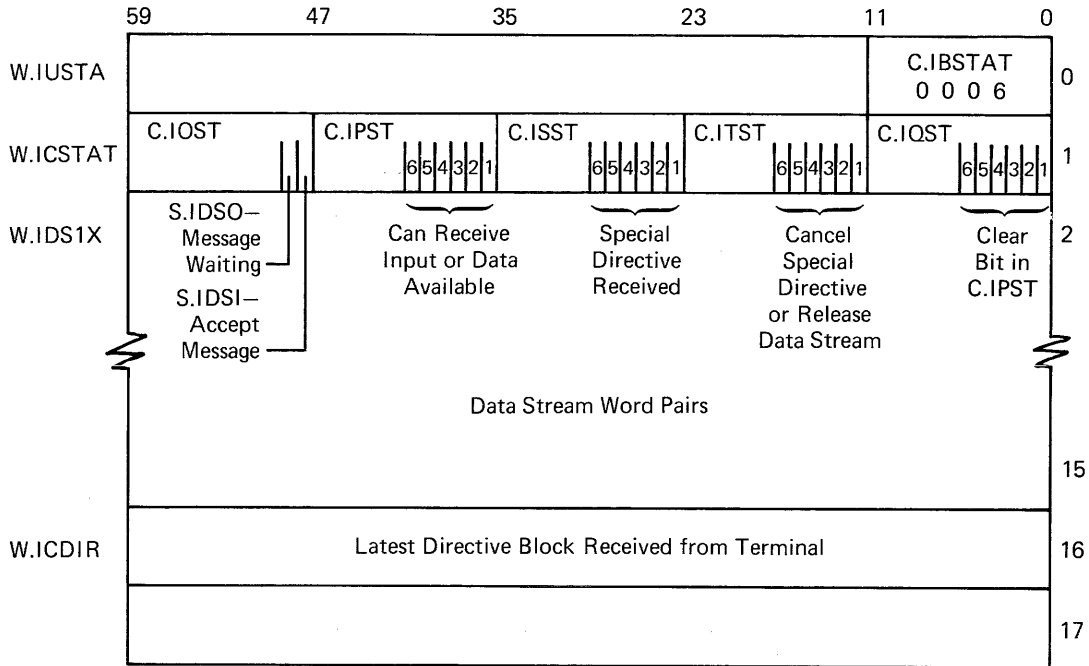 59 47 35 23 11 0
W.IUSTA C.IBSTAT 0
0 0 0 6
C.IOST C.IPST C.ISST C.ITST C.IQST
W.ICSTAT 6 5 4 3 2 1 6 5 4 3 2 1 6 5 4 3 2 1 6 5 4 3 2 1 1
W.IDS1X 2
S.IDSO—
Message
Waiting
S.IDSI—
Accept
Message
Can Receive
Input or Data
Available
Special
Directive
Received
Cancel
Special
Directive
or Release
Data Stream
Clear
Bit in
C.IPST
Data Stream Word Pairs
15
W.ICDIR Latest Directive Block Received from Terminal 16
17